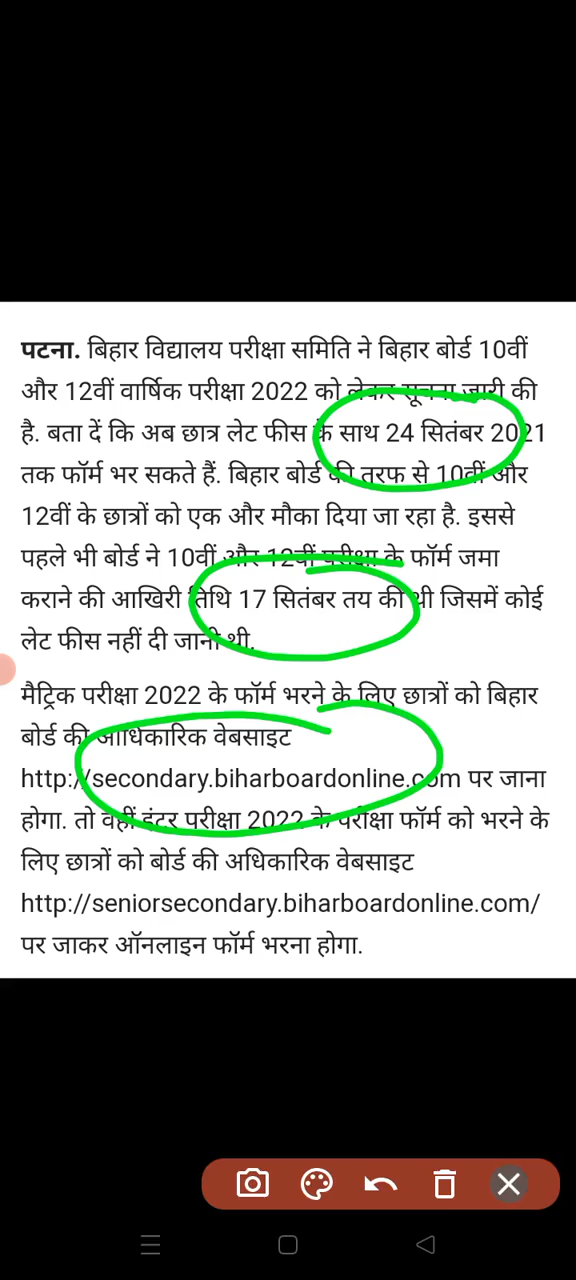 पटना. बिहार विद्यालय परीक्षा समिति ने बिहार बोर्ड 10वीं
और 12वीं वार्षिक परीक्षा 2022 को लेकर सूचना जारी की
है. बता दें कि अब छात्र लेट फीस के साथ 24 सितंबर 2021
तक फॉर्म भर सकते हैं. बिहार बोर्ड की तरफ से 10वीं और
12वीं के छात्रों को एक और मौका दिया जा रहा है. इससे
पहले भी बोर्ड ने 10वीं और 12वीं परीक्षा के फॉर्म जमा
कराने की आखिरी तिथि 17 सितंबर तय की थी जिसमें कोई
लेट फीस नहीं दी जानी थी.
मैट्रिक परीक्षा 2022 के फॉर्म भरने के लिए छात्रों को बिहार
बोर्ड की आधिकारिक वेबसाइट
http://secondary.biharboardonline.com पर जाना
होगा. तो वहीं इंटर परीक्षा 2022 के परीक्षा फॉर्म को भरने के
लिए छात्रों को बोर्ड की अधिकारिक वेबसाइट
http://seniorsecondary.biharboardonline.com/
पर जाकर ऑनलाइन फॉर्म भरना होगा.